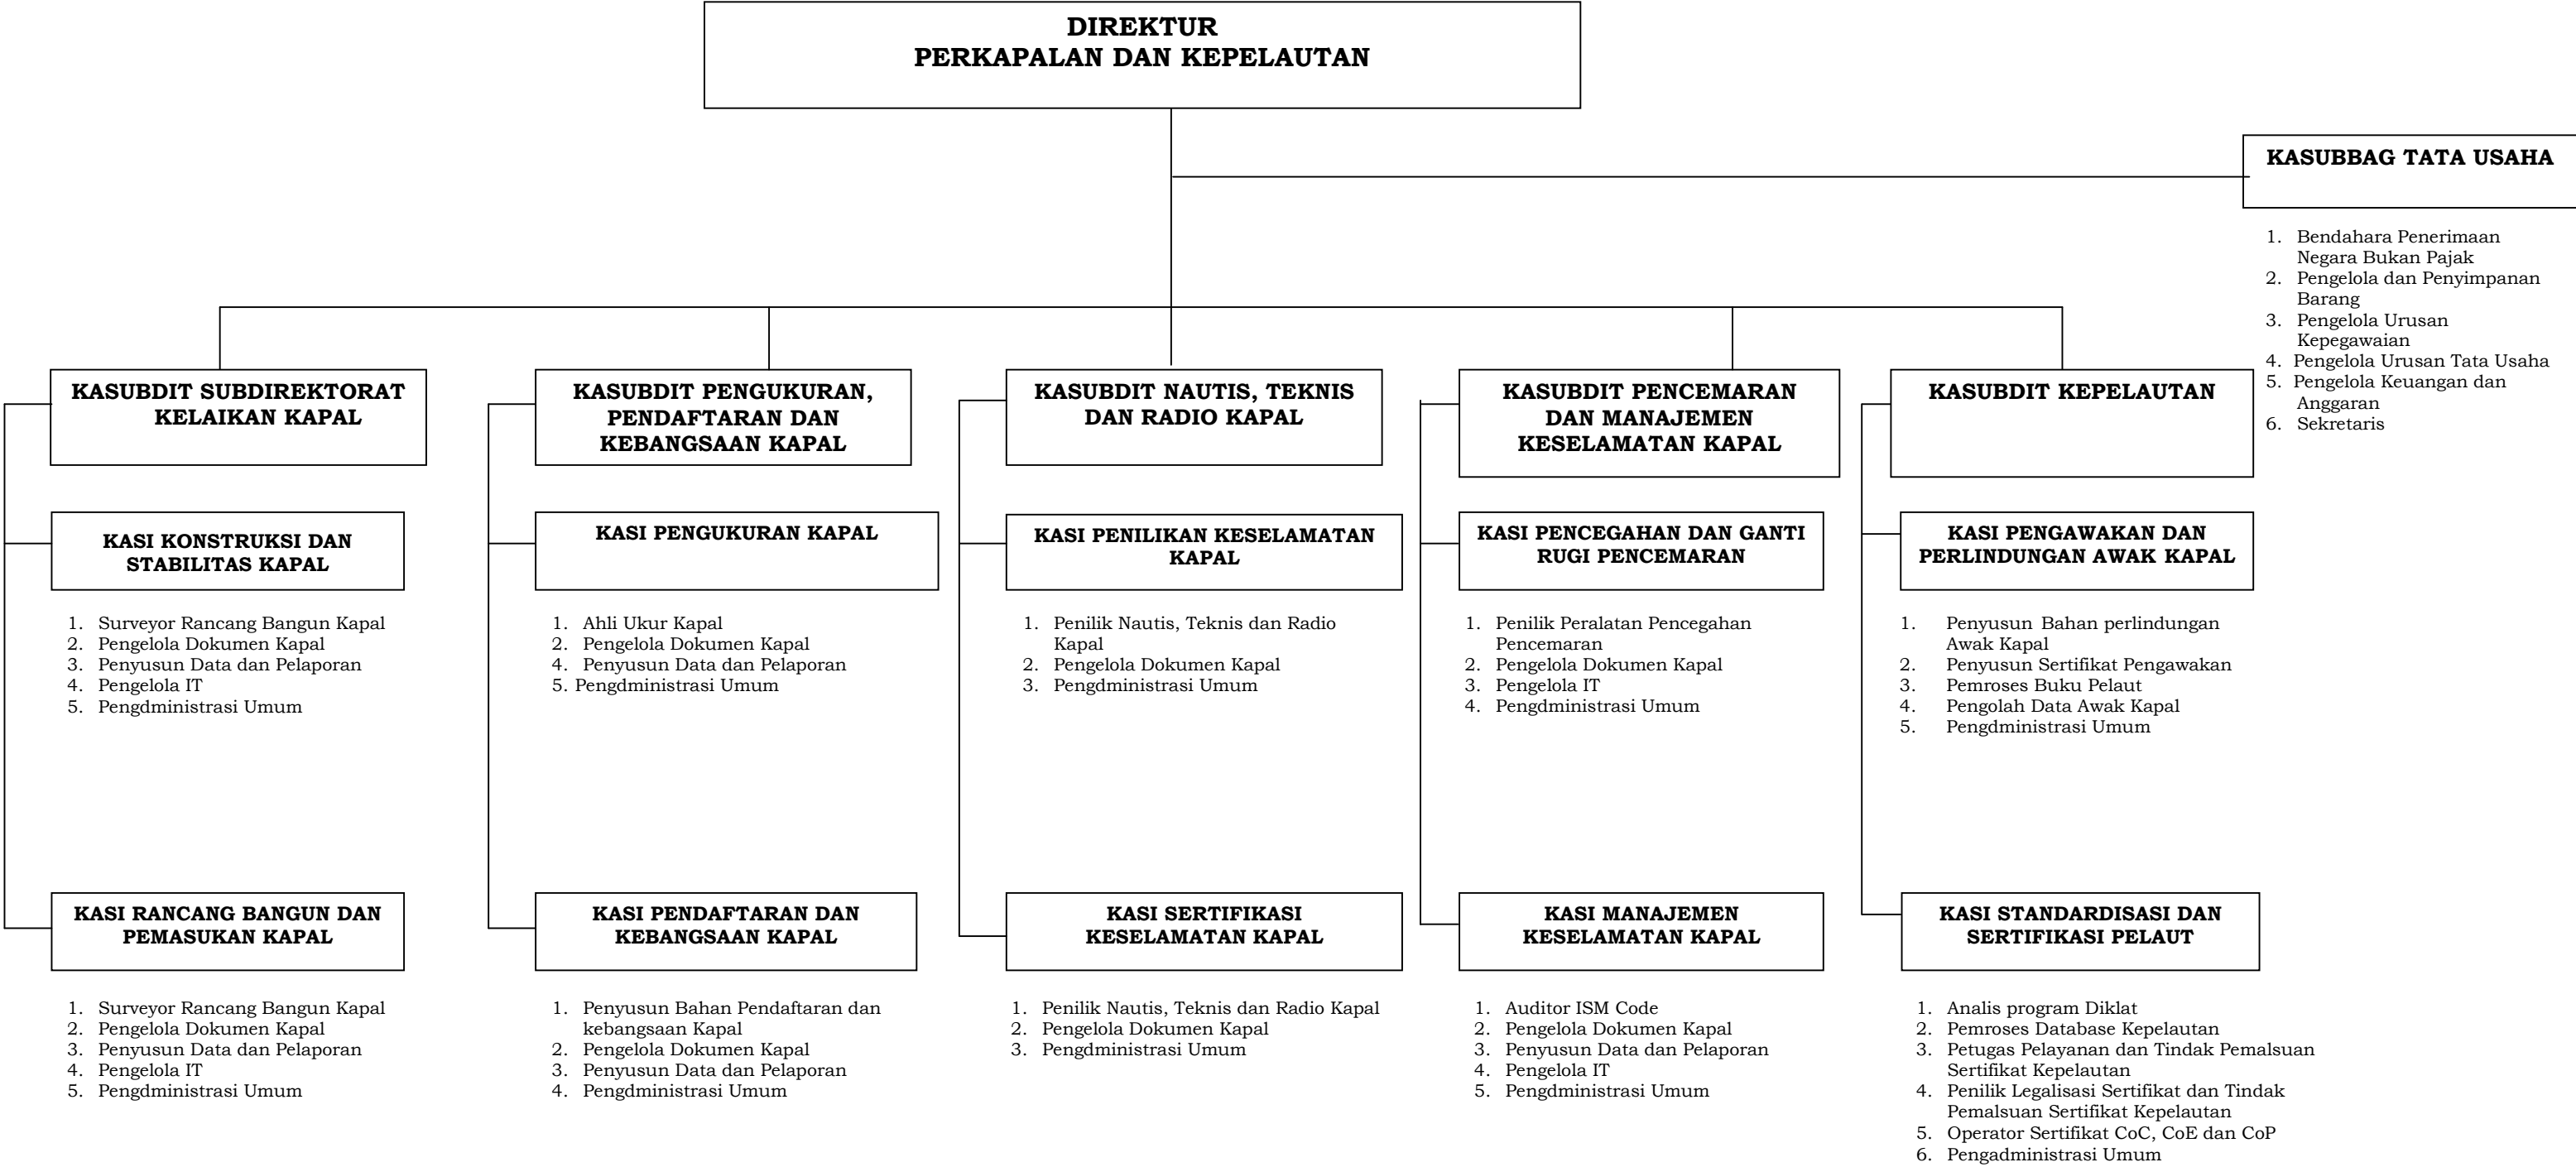 DIREKTUR
PERKAPALAN DAN KEPELAUTAN
KASUBBAG TATA USAHA
1. Bendahara Penerimaan
Negara Bukan Pajak
2. Pengelola dan Penyimpanan
Barang
3. Pengelola Urusan
Kepegawaian
4. Pengelola Urusan Tata Usaha
5. Pengelola Keuangan dan
Anggaran
6. Sekretaris
KASUBDIT SUBDIREKTORAT
KELAIKAN KAPAL
KASUBDIT PENGUKURAN,
PENDAFTARAN DAN
KEBANGSAAN KAPAL
KASUBDIT NAUTIS, TEKNIS
DAN RADIO KAPAL
KASUBDIT PENCEMARAN
DAN MANAJEMEN
KESELAMATAN KAPAL
KASUBDIT KEPELAUTAN
KASI KONSTRUKSI DAN
STABILITAS KAPAL
1. Surveyor Rancang Bangun Kapal
2. Pengelola Dokumen Kapal
3. Penyusun Data dan Pelaporan
4. Pengelola IT
5. Pengdministrasi Umum
KASI PENGUKURAN KAPAL
1. Ahli Ukur Kapal
2. Pengelola Dokumen Kapal
4. Penyusun Data dan Pelaporan
5. Pengdministrasi Umum
KASI PENILIKAN KESELAMATAN
KAPAL
1. Penilik Nautis, Teknis dan Radio
Kapal
2. Pengelola Dokumen Kapal
3. Pengdministrasi Umum
KASI PENCEGAHAN DAN GANTI
RUGI PENCEMARAN
1. Penilik Peralatan Pencegahan
Pencemaran
2. Pengelola Dokumen Kapal
3. Pengelola IT
4. Pengdministrasi Umum
KASI PENGAWAKAN DAN
PERLINDUNGAN AWAK KAPAL
1. Penyusun Bahan perlindungan
Awak Kapal
2. Penyusun Sertifikat Pengawakan
3. Pemroses Buku Pelaut
4. Pengolah Data Awak Kapal
5. Pengdministrasi Umum
KASI RANCANG BANGUN DAN
PEMASUKAN KAPAL
1. Surveyor Rancang Bangun Kapal
2. Pengelola Dokumen Kapal
3. Penyusun Data dan Pelaporan
4. Pengelola IT
5. Pengdministrasi Umum
KASI PENDAFTARAN DAN
KEBANGSAAN KAPAL
1. Penyusun Bahan Pendaftaran dan
kebangsaan Kapal
2. Pengelola Dokumen Kapal
3. Penyusun Data dan Pelaporan
4. Pengdministrasi Umum
KASI SERTIFIKASI
KESELAMATAN KAPAL
1. Penilik Nautis, Teknis dan Radio Kapal
2. Pengelola Dokumen Kapal
3. Pengdministrasi Umum
KASI MANAJEMEN
KESELAMATAN KAPAL
1. Auditor ISM Code
2. Pengelola Dokumen Kapal
3. Penyusun Data dan Pelaporan
4. Pengelola IT
5. Pengdministrasi Umum
KASI STANDARDISASI DAN
SERTIFIKASI PELAUT
1. Analis program Diklat
2. Pemroses Database Kepelautan
3. Petugas Pelayanan dan Tindak Pemalsuan
Sertifikat Kepelautan
4. Penilik Legalisasi Sertifikat dan Tindak
Pemalsuan Sertifikat Kepelautan
5. Operator Sertifikat CoC, CoE dan CoP
6. Pengadministrasi Umum